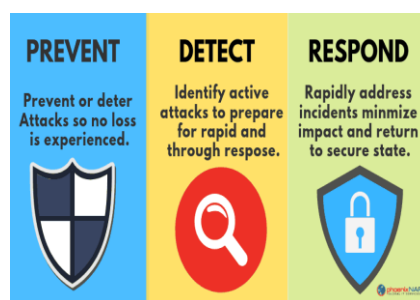 PREVENT
Prevent or deter
Attacks so no loss
is experienced.
DETECT
Identify active
attacks to prepare
for rapid and
through respose.
RESPOND
Rapidly address
incidents minmize
impact and return
to secure state.
phoenixNAP